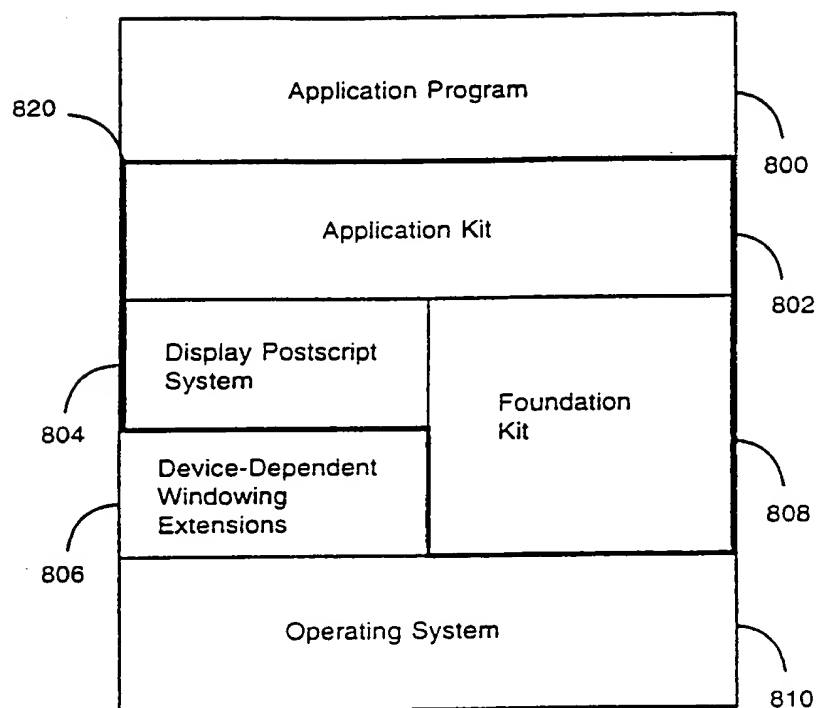 Application Program
820
800
Application Kit
802
Display Postscript
System
Foundation
Kit
804
Device-Dependent
Windowing
Extensions
808
806
Operating System
810